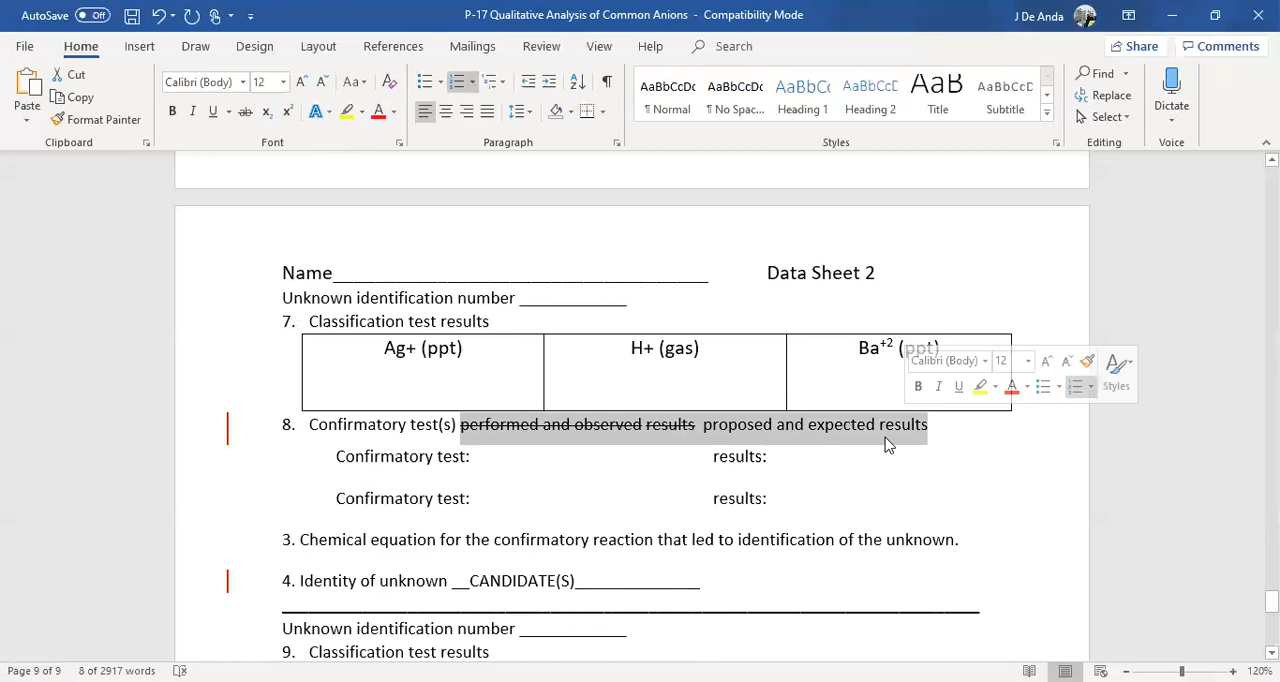 AutoSave Off P-17 Qualitative Analysis of Common Anions - Compatibility Mode J De Anda
File Home Insert Draw Design Layout References Mailings Review View Help Search Share Comments
Paste Cut Copy Format Painter
Clipboard
Calibri (Body) 12 Aa
B I U ab x₂ x² A A
Font
Paragraph
AaBbCcDc AaBbCcDc AaBbCc AaBbCcD AaB AaBbCcD
¶ Normal ¶ No Spac... Heading 1 Heading 2 Title Subtitle
Styles
Find
Replace
Select
Editing
Dictate
Voice
Name_______________________________________ Data Sheet 2
Unknown identification number ____________
7. Classification test results
Ag+ (ppt) H+ (gas) Ba+2 (ppt)
Calibri (Body) 12
B I U A Styles
8. Confirmatory test(s) performed and observed results proposed and expected results
Confirmatory test: results:
Confirmatory test: results:
3. Chemical equation for the confirmatory reaction that led to identification of the unknown.
4. Identity of unknown __CANDIDATE(S)______________
Unknown identification number ____________
9. Classification test results
Page 9 of 9 8 of 2917 words 120%